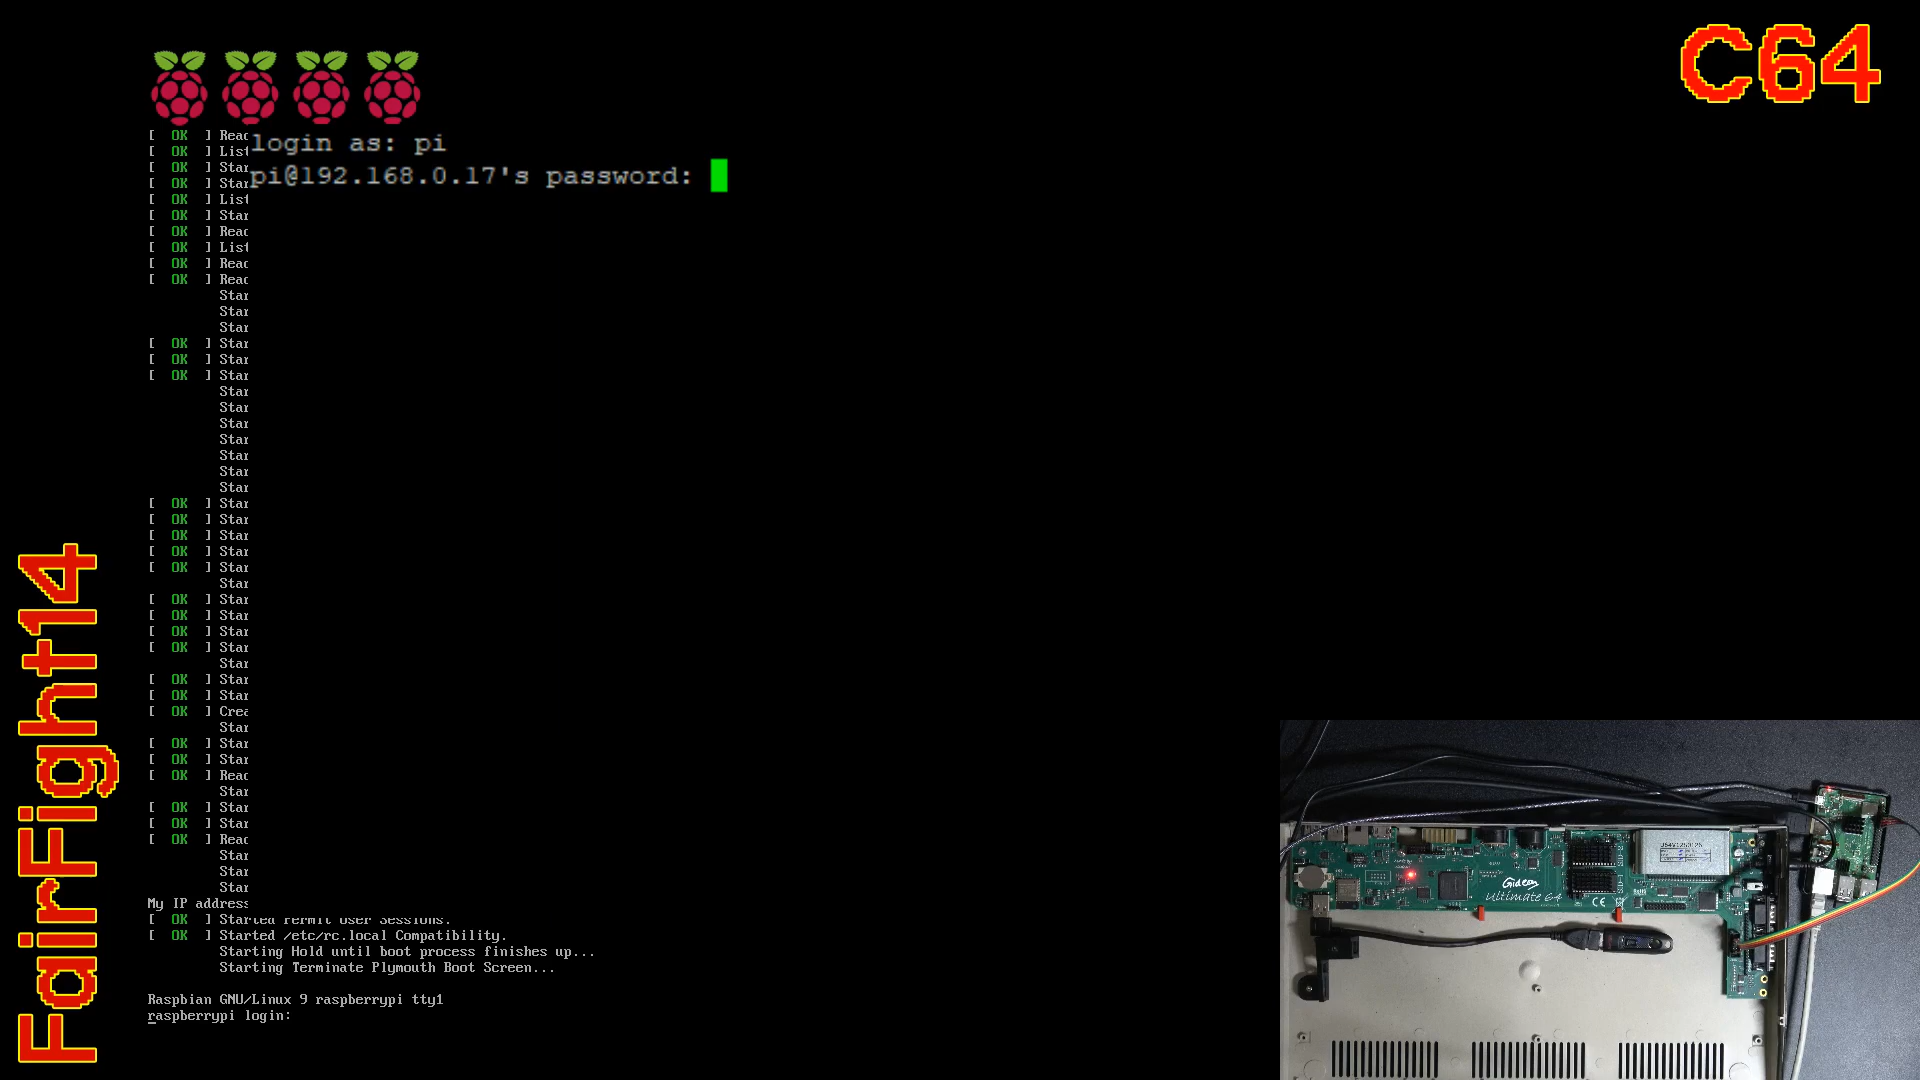 C64
login as: pi
pi@192.168.0.17's password:
[ OK ] Reac
[ OK ] List
[ OK ] Star
[ OK ] Star
[ OK ] List
[ OK ] Star
[ OK ] Reac
[ OK ] List
[ OK ] Reac
[ OK ] Reac
Star
Star
Star
[ OK ] Star
[ OK ] Star
[ OK ] Star
Star
Star
Star
Star
Star
Star
Star
[ OK ] Star
[ OK ] Star
[ OK ] Star
[ OK ] Star
[ OK ] Star
Star
[ OK ] Star
[ OK ] Star
[ OK ] Star
[ OK ] Star
Star
[ OK ] Star
[ OK ] Star
[ OK ] Crea
Star
[ OK ] Star
[ OK ] Star
[ OK ] Reac
Star
[ OK ] Star
[ OK ] Star
[ OK ] Reac
Star
Star
Star
My IP address
[ OK ] Started Permit User Sessions.
[ OK ] Started /etc/rc.local Compatibility.
Starting Hold until boot process finishes up...
Starting Terminate Plymouth Boot Screen...
Raspbian GNU/Linux 9 raspberrypi tty1
raspberrypi login:
FairFight14
Gideon
Ultimate 64
CE